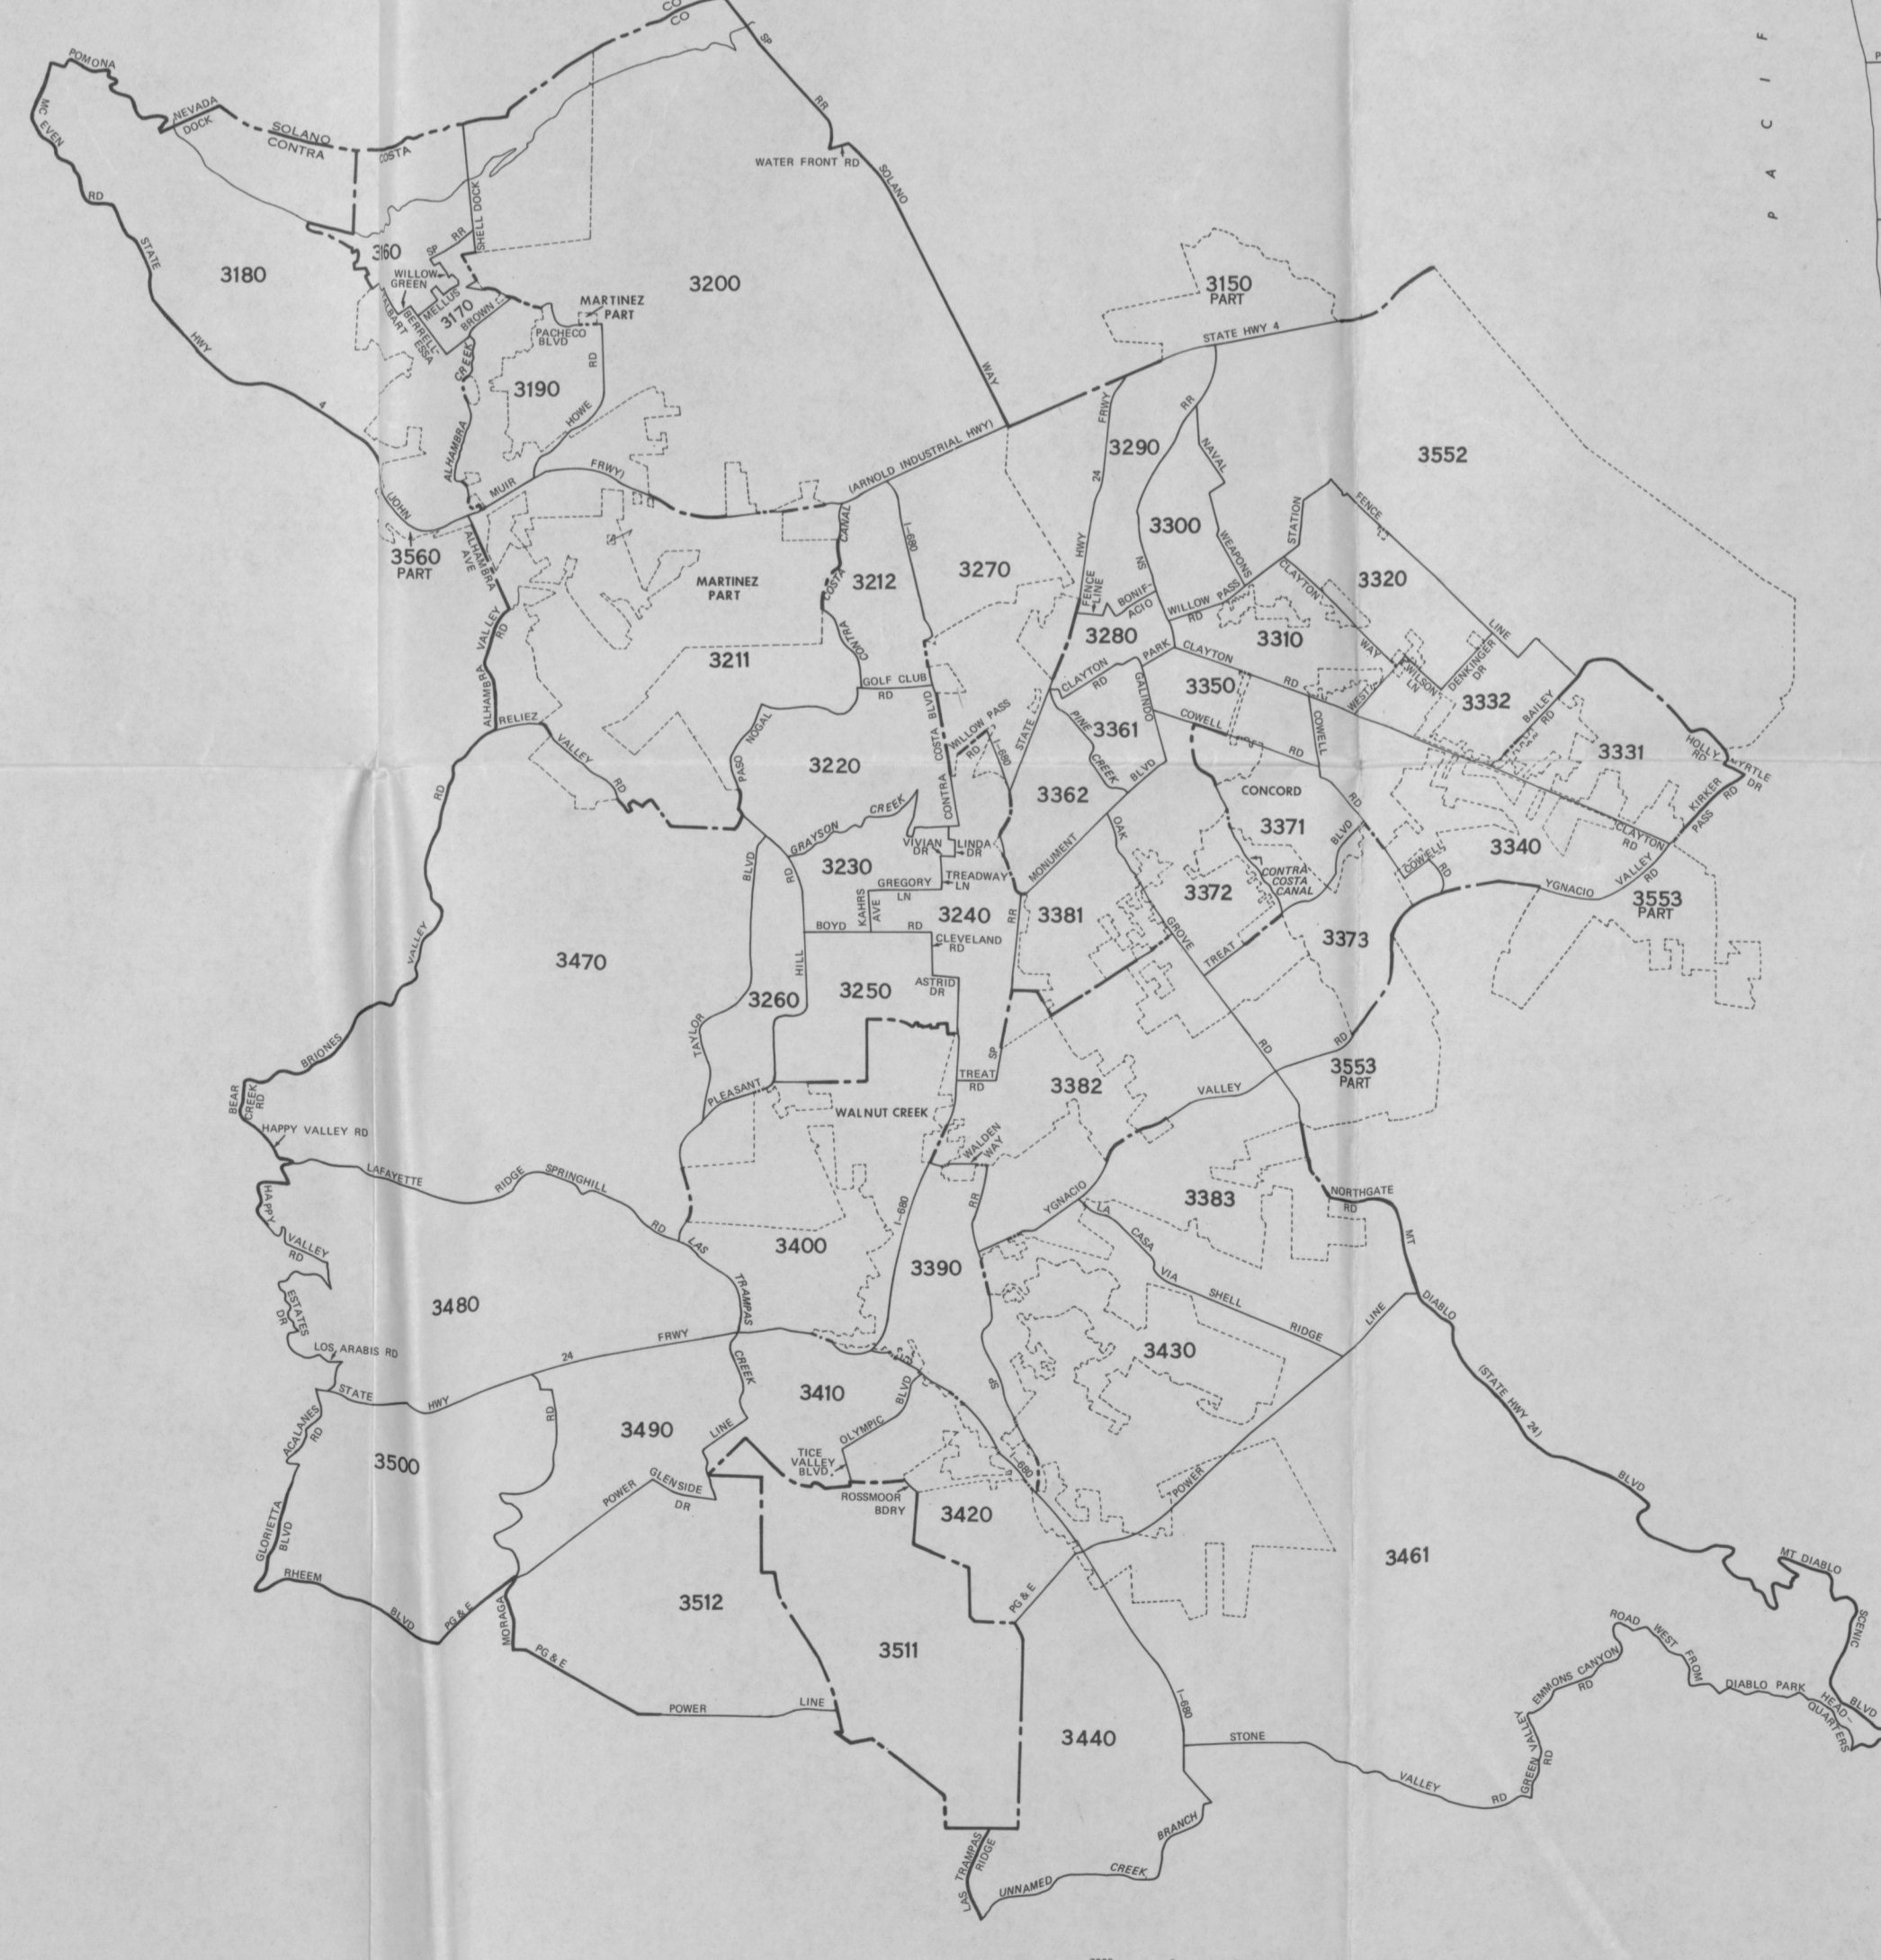 CO
CO
SP
RR
POMONA
MC EVEN
RD
NEVADA
DOCK
SOLANO
CONTRA
COSTA
WATER FRONT RD
SOLANO
WAY
P A C I F
STATE
HWY
4
3180
3160
SP RR
SHELL DOCK
WILLOW
GREEN
MELLUS
3170
BROWN
BERRELL-
ESSA
3200
MARTINEZ
PART
PACHECO
BLVD
3190
HOWE
RD
CREEK
ALHAMBRA
3150
PART
STATE HWY 4
(ARNOLD INDUSTRIAL HWY)
MUIR
FRWY)
(JOHN
3560
PART
ALHAMBRA
AVE
FRWY
24
HWY
3290
RR
NAVAL
WEAPONS
STATION
FENCE
LINE
3552
3300
NS
CANAL
COSTA
CONTRA
I-680
3212
3270
MARTINEZ
PART
3211
FENCE
LINE
BONIF-
ACIO
WILLOW PASS
RD
CLAYTON
WAY
3320
3280
PARK
3310
CLAYTON
RD
DENKINGER
DR
WILSON
LN
WEST
3332
BAILEY
RD
ALHAMBRA VALLEY
RD
GOLF CLUB
RD
CLAYTON
RD
GALINDO
3350
COWELL
RD
COWELL
RELIEZ
VALLEY
RD
NOGAL
PASO
CONTRA COSTA BLVD
WILLOW PASS
RD
I-680
STATE
PINE
CREEK
3361
BLVD
3331
HOLLY
RD
MYRTLE
DR
KIRKER
PASS
RD
3220
GRAYSON CREEK
3362
CONCORD
3371
BLVD
RD
CLAYTON
RD
3340
VIVIAN
DR
LINDA
DR
TREADWAY
LN
3230
GREGORY
LN
KAHRS
AVE
MONUMENT
OAK
GROVE
RD
3372
CONTRA
COSTA
CANAL
COWELL
RD
YGNACIO
VALLEY
RD
3553
PART
BLVD
RD
HILL
BOYD RD
3240
CLEVELAND
RD
RR
3381
TREAT
3373
3470
RD
VALLEY
BRIONES
TAYLOR
3260
3250
ASTRID
DR
SP
TREAT
RD
RD
3553
PART
BEAR
CREEK
RD
HAPPY VALLEY RD
PLEASANT
WALNUT CREEK
3382
VALLEY
WALDEN
WAY
LAFAYETTE
RIDGE
SPRINGHILL
RD
LAS
TRAMPAS
CREEK
HAPPY
VALLEY
RD
3400
I-680
RR
YGNACIO
3383
NORTHGATE
RD
MT
DIABLO
LA
CASA
VIA
SHELL
RIDGE
LINE
3390
ESTATES
DR
3480
LOS ARABIS RD
STATE
HWY
24
FRWY
3430
(STATE HWY 24)
BLVD
3410
BLVD
OLYMPIC
SP
ACALANES
RD
RD
3490
LINE
3500
POWER
GLENSIDE
DR
TICE
VALLEY
BLVD.
ROSSMOOR
BDRY
I-680
3420
POWER
GLORIETTA
BLVD
RHEEM
BLVD
PG & E
MORAGA
3512
3511
PG & E
3461
MT DIABLO
SCENIC
BLVD
PG & E
POWER
LINE
ROAD
WEST
FROM
DIABLO PARK
HEAD-
QUARTERS
EMMONS CANYON
RD
GREEN VALLEY
RD
3440
I-680
STONE
VALLEY
RD
LAS TRAMPAS
RIDGE
UNNAMED
CREEK
BRANCH